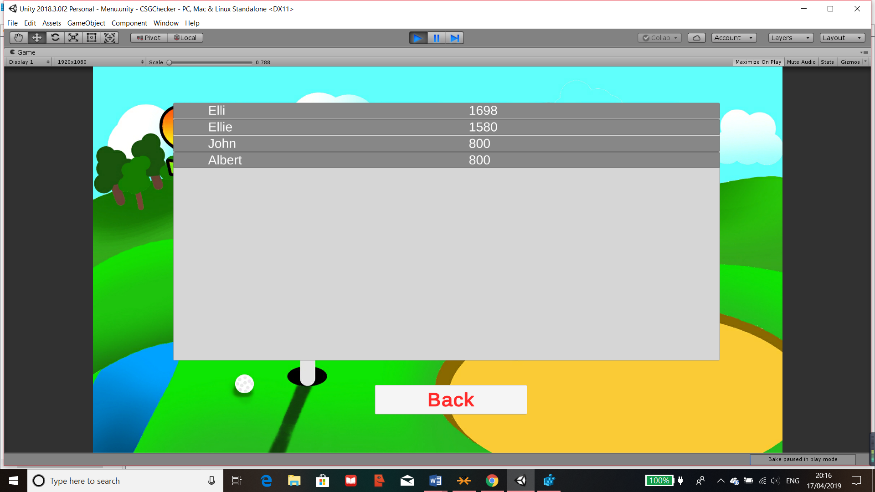 Unity 2018.3.0f2 Personal - Menu.unity - CSGChecker - PC, Mac & Linux Standalone <DX11>
File Edit Assets GameObject Component Window Help
Pivot Local Collab Account Layers Layout
Game
Display 1 1920x1080 Scale 0.788 Maximize On Play Mute Audio Stats Gizmos
Elli 1698
Ellie 1580
John 800
Albert 800
Back
Bake paused in play mode
Type here to search 100% ENG 20:16
17/04/2019